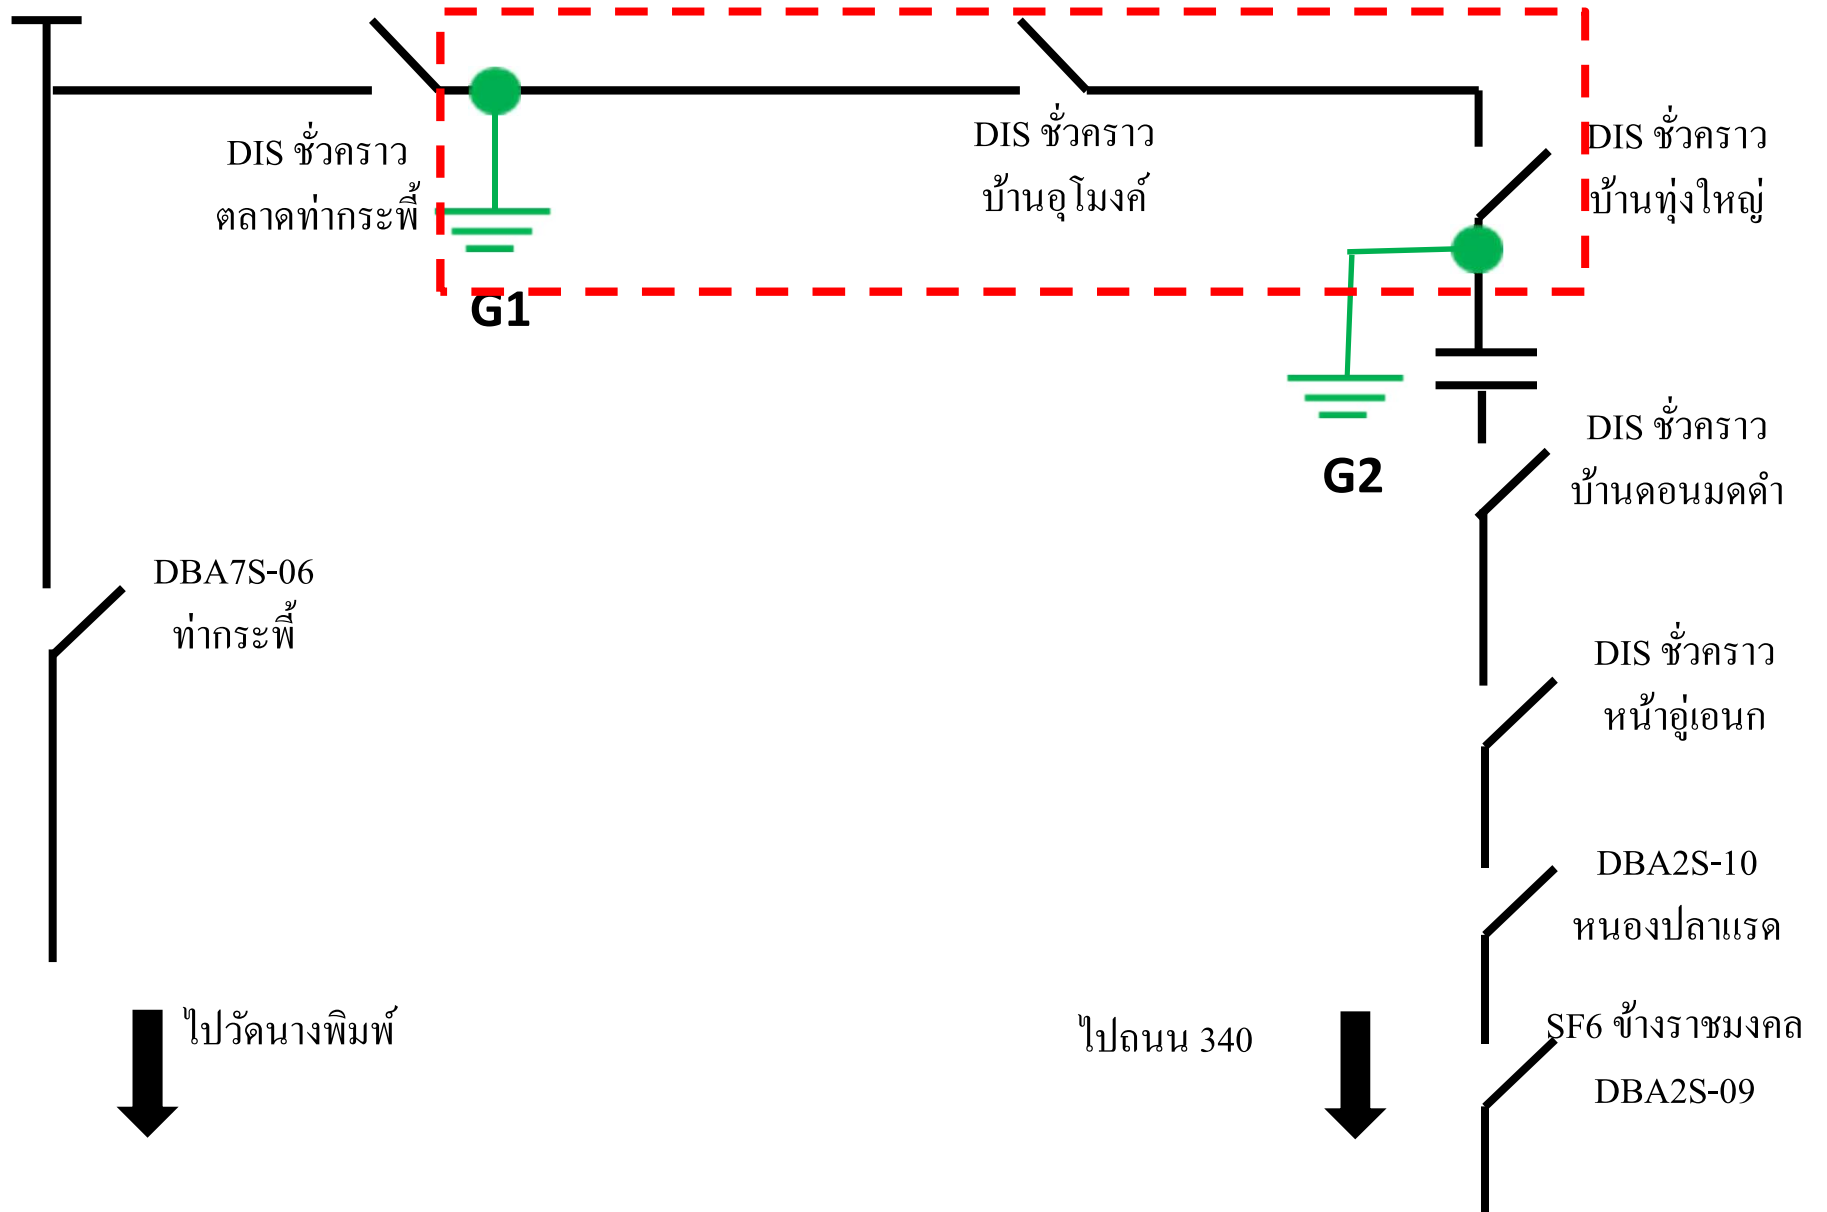 DIS ชั่วคราว
ตลาดท่ากระพี้
G1
DIS ชั่วคราว
บ้านอุโมงค์
DIS ชั่วคราว
บ้านทุ่งใหญ่
G2
DIS ชั่วคราว
บ้านดอนมดดำ
DBA7S-06
ท่ากระพี้
DIS ชั่วคราว
หน้าอู่เอนก
DBA2S-10
หนองปลาแรด
ไปวัดนางพิมพ์
ไปถนน 340
SF6 ข้างราชมงคล
DBA2S-09